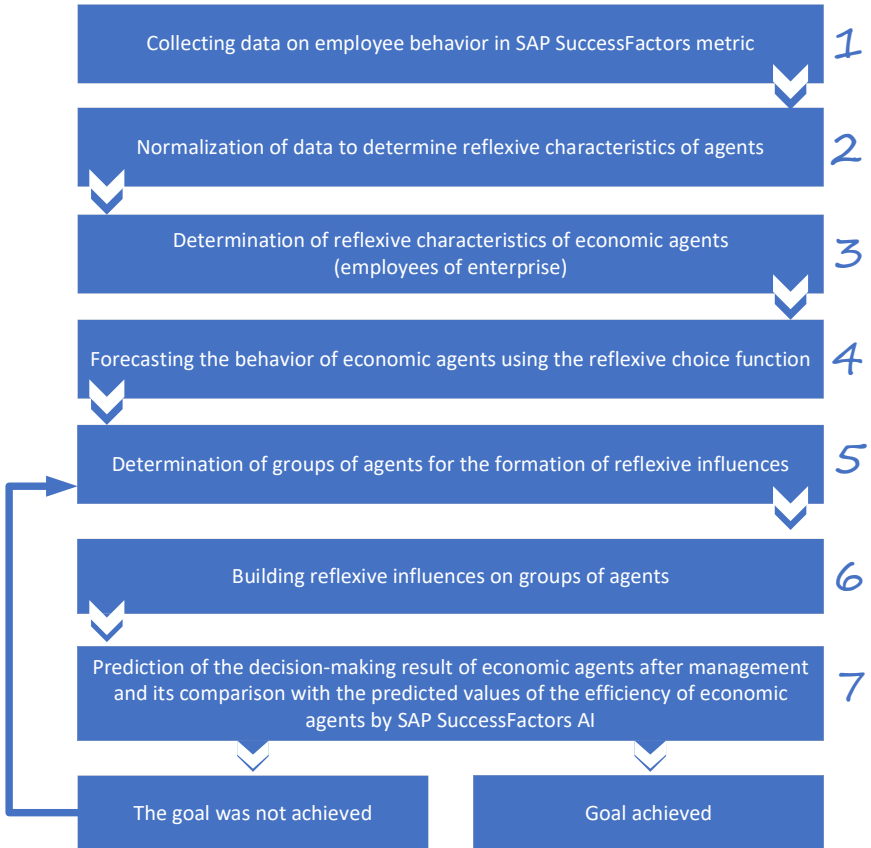 Collecting data on employee behavior in SAP SuccessFactors metric
1
Normalization of data to determine reflexive characteristics of agents
2
Determination of reflexive characteristics of economic agents
(employees of enterprise)
3
Forecasting the behavior of economic agents using the reflexive choice function
4
Determination of groups of agents for the formation of reflexive influences
5
Building reflexive influences on groups of agents
6
Prediction of the decision-making result of economic agents after management
and its comparison with the predicted values of the efficiency of economic
agents by SAP SuccessFactors AI
7
The goal was not achieved
Goal achieved